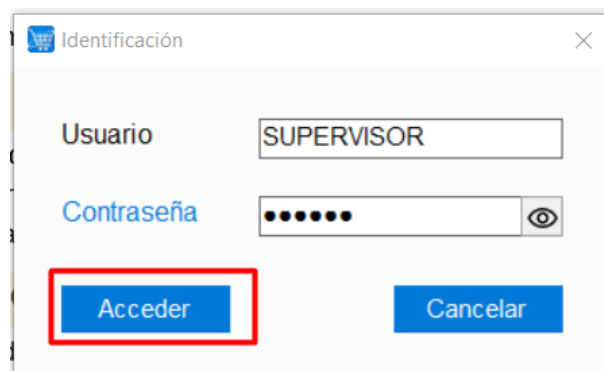 Identificación
Usuario SUPERVISOR
Contraseña ••••••
Acceder Cancelar